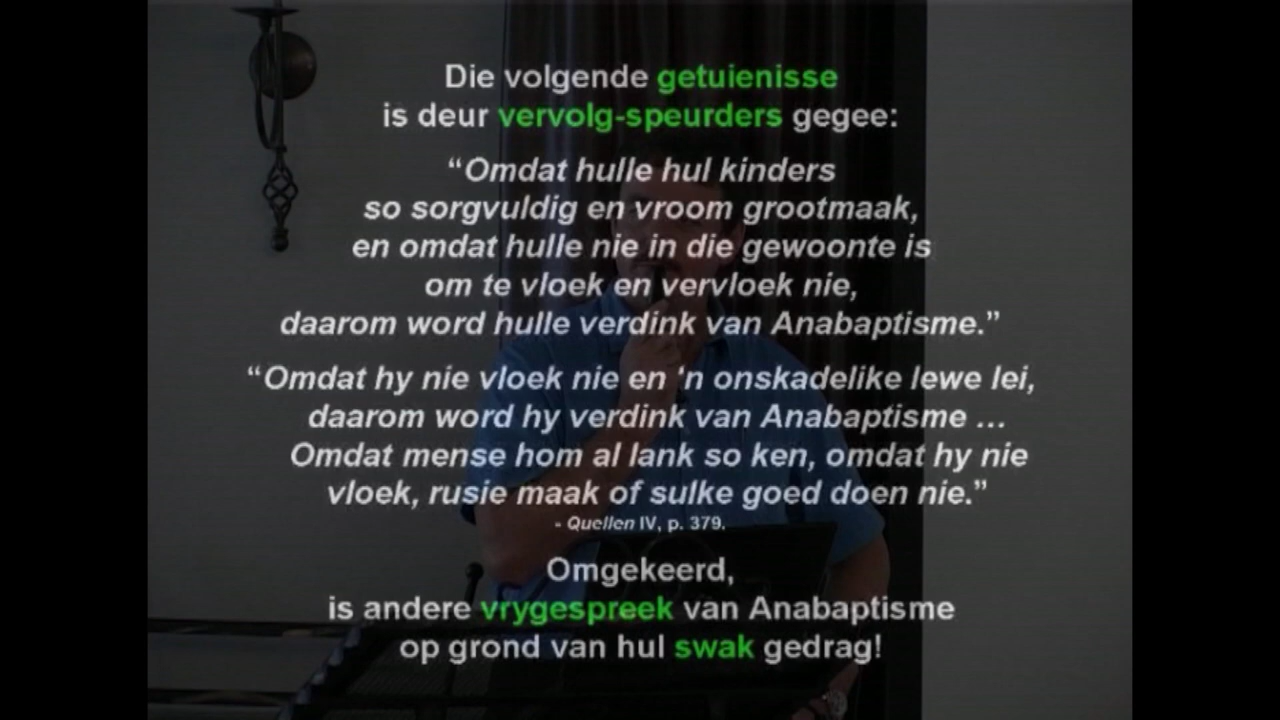 Die volgende getuienisse
is deur vervolg-speurders gegee:
“Omdat hulle hul kinders
so sorgvuldig en vroom grootmaak,
en omdat hulle nie in die gewoonte is
om te vloek en vervloek nie,
daarom word hulle verdink van Anabaptisme.”
“Omdat hy nie vloek nie en ‘n onskadelike lewe lei,
daarom word hy verdink van Anabaptisme ...
Omdat mense hom al lank so ken, omdat hy nie
vloek, rusie maak of sulke goed doen nie.”
- Quellen IV, p. 379.
Omgekeerd,
is andere vrygespreek van Anabaptisme
op grond van hul swak gedrag!